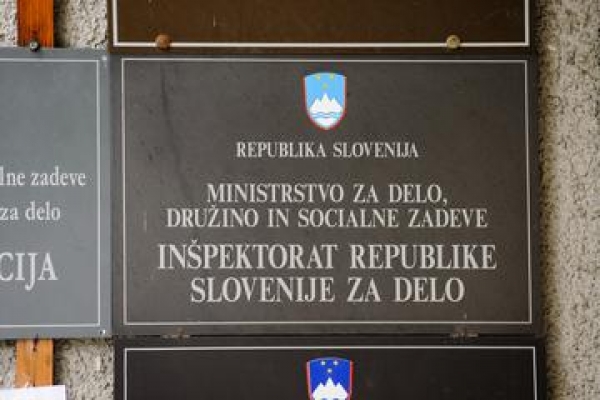 lne zadeve
za delo
CIJA
REPUBLIKA SLOVENIJA
MINISTRSTVO ZA DELO,
DRUŽINO IN SOCIALNE ZADEVE
INŠPEKTORAT REPUBLIKE
SLOVENIJE ZA DELO